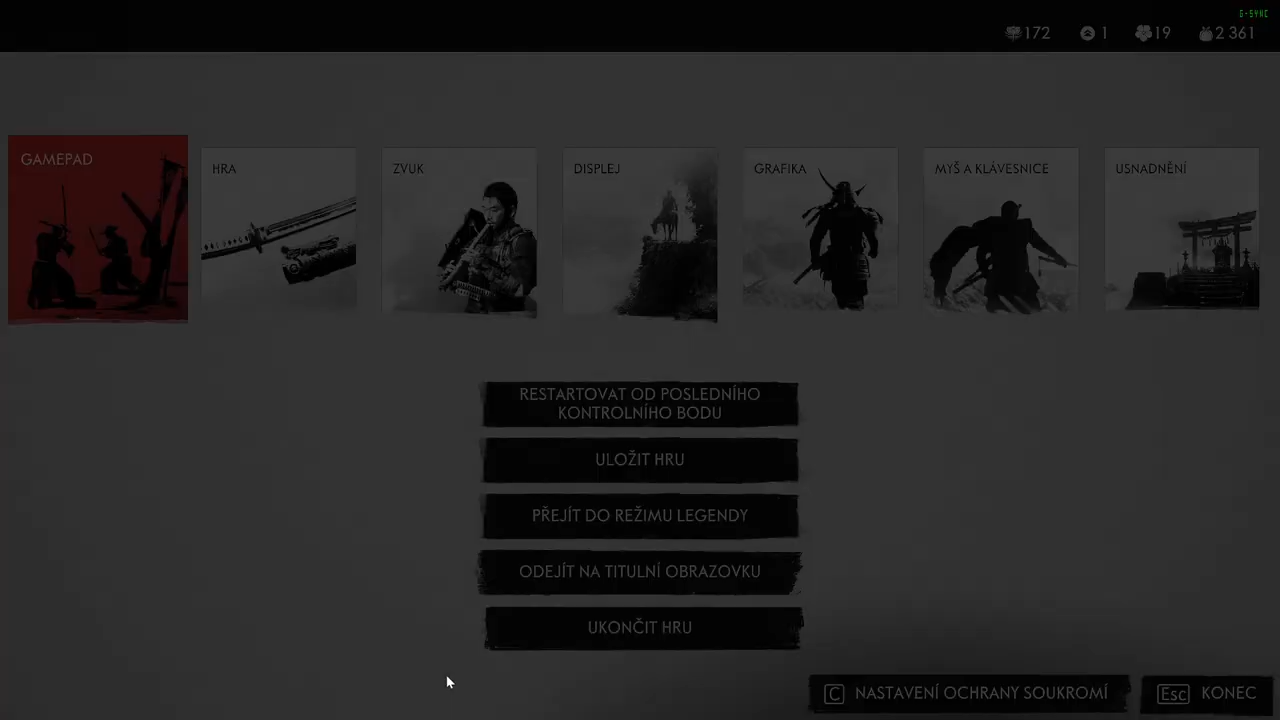 G-SYNC
172 1 19 2 361
GAMEPAD
HRA
ZVUK
DISPLEJ
GRAFIKA
MYŠ A KLÁVESNICE
USNADNĚNÍ
RESTARTOVAT OD POSLEDNÍHO
KONTROLNÍHO BODU
ULOŽIT HRU
PŘEJÍT DO REŽIMU LEGENDY
ODEJÍT NA TITULNÍ OBRAZOVKU
UKONČIT HRU
C NASTAVENÍ OCHRANY SOUKROMÍ
Esc KONEC